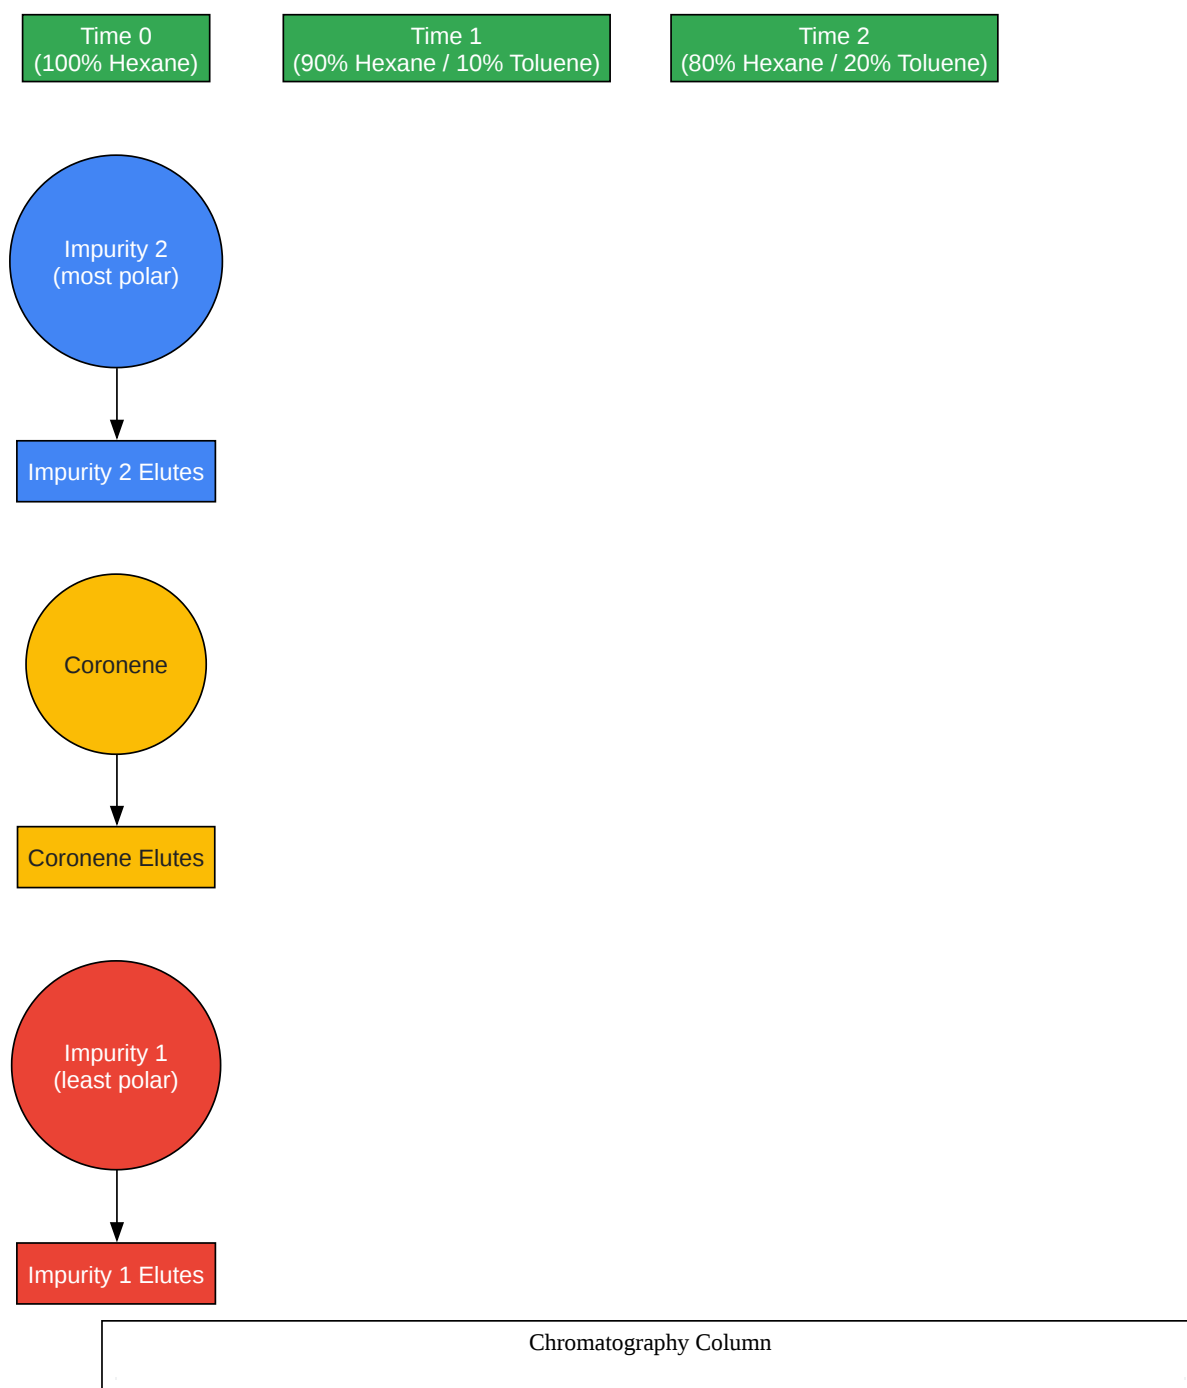 Time 0
(100% Hexane)
Time 1
(90% Hexane / 10% Toluene)
Time 2
(80% Hexane / 20% Toluene)
Impurity 2
(most polar)
Impurity 2 Elutes
Coronene
Coronene Elutes
Impurity 1
(least polar)
Impurity 1 Elutes
Chromatography Column